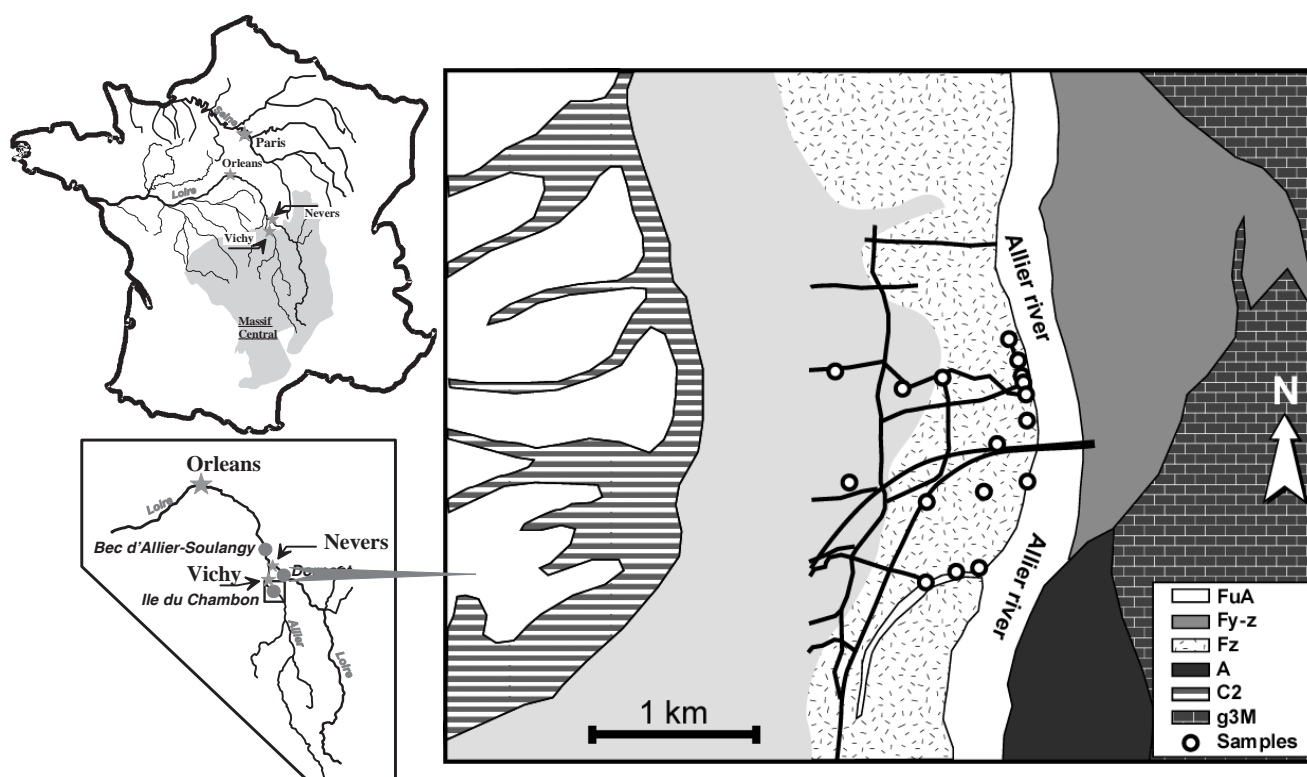 Seine
Paris
Orleans
Loire
Nevers
Vichy
Massif
Central
Orleans
Loire
Bec d'Allier-Soulangy
Nevers
Vichy
Ile du Chambon
Allier
Loire
Allier river
Allier river
N
1 km
FuA
Fy-z
Fz
A
C2
g3M
Samples